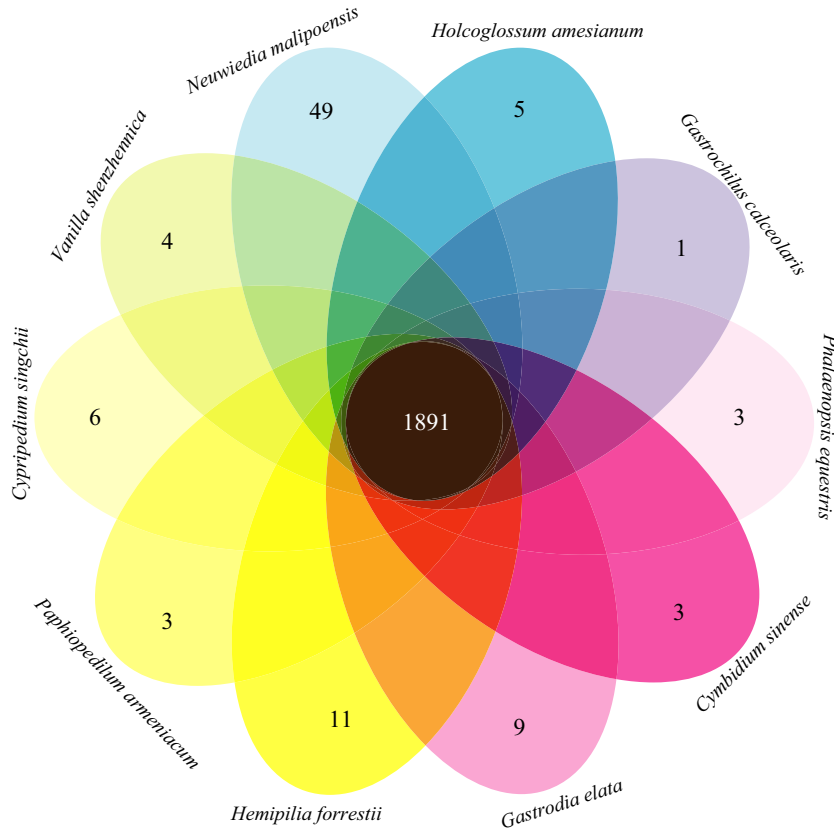 Neuwiedia malipoensis
Holcoglossum amesianum
49
5
Vanilla shenzhennica
Gastrochilus calceolaris
4
1
Cypripedium singchii
Phalaenopsis equestris
6
1891
3
Paphiopedilum armeniacum
Cymbidium sinense
3
3
11
9
Hemipilia forrestii
Gastrodia elata